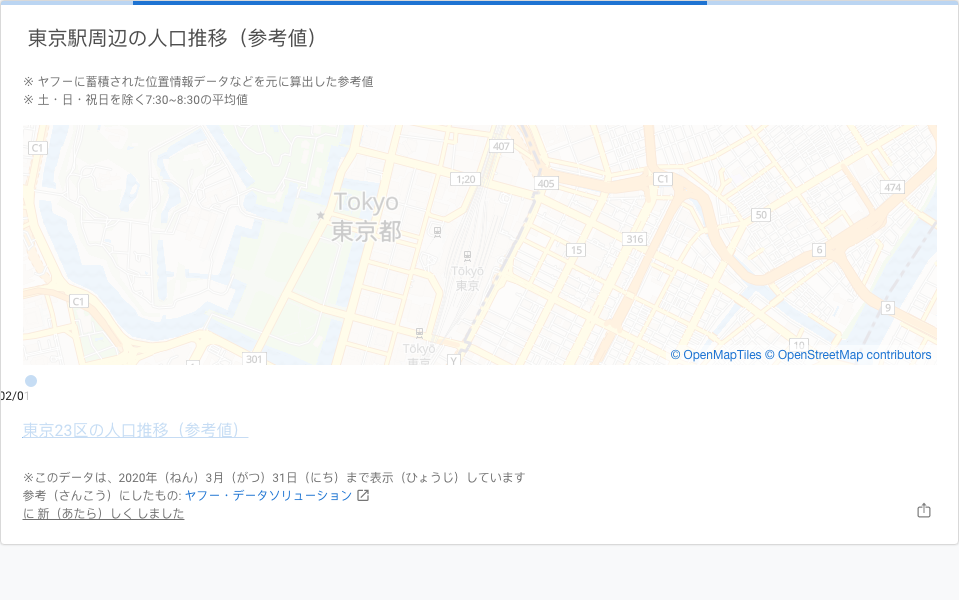 東京駅周辺の人口推移（参考値）
※ ヤフーに蓄積された位置情報データなどを元に算出した参考値
※ 土・日・祝日を除く7:30~8:30の平均値
C1
407
1;20
405
C1
474
Tokyo
東京都
50
316
15
6
Tōkyō
東京
C1
9
10
Tōkyō
東京
301
1
Y
© OpenMapTiles © OpenStreetMap contributors
02/01
東京23区の人口推移（参考値）
※このデータは、2020年（ねん）3月（がつ）31日（にち）まで表示（ひょうじ）しています
参考（さんこう）にしたもの: ヤフー・データソリューション
に 新（あたら）しく しました